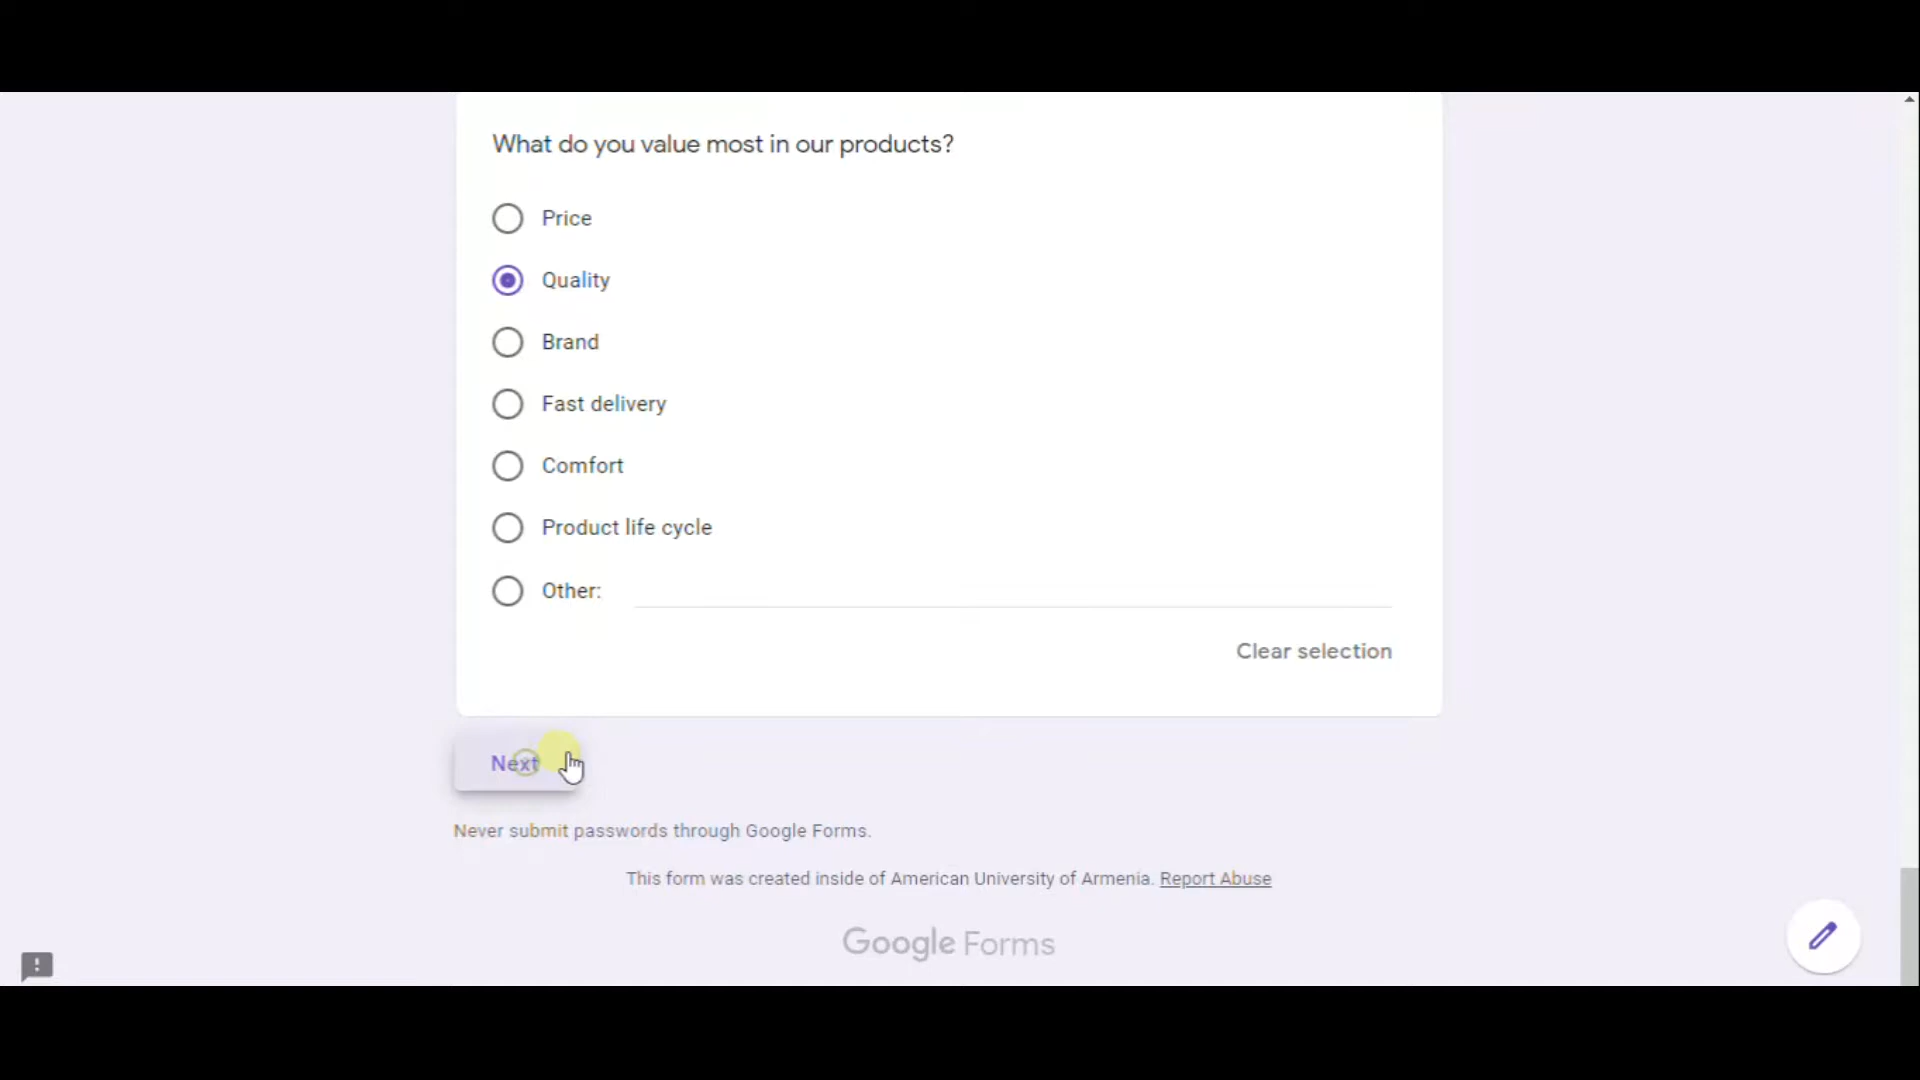 What do you value most in our products?
Price
Quality
Brand
Fast delivery
Comfort
Product life cycle
Other:
Clear selection
Next
Never submit passwords through Google Forms.
This form was created inside of American University of Armenia. Report Abuse
Google Forms